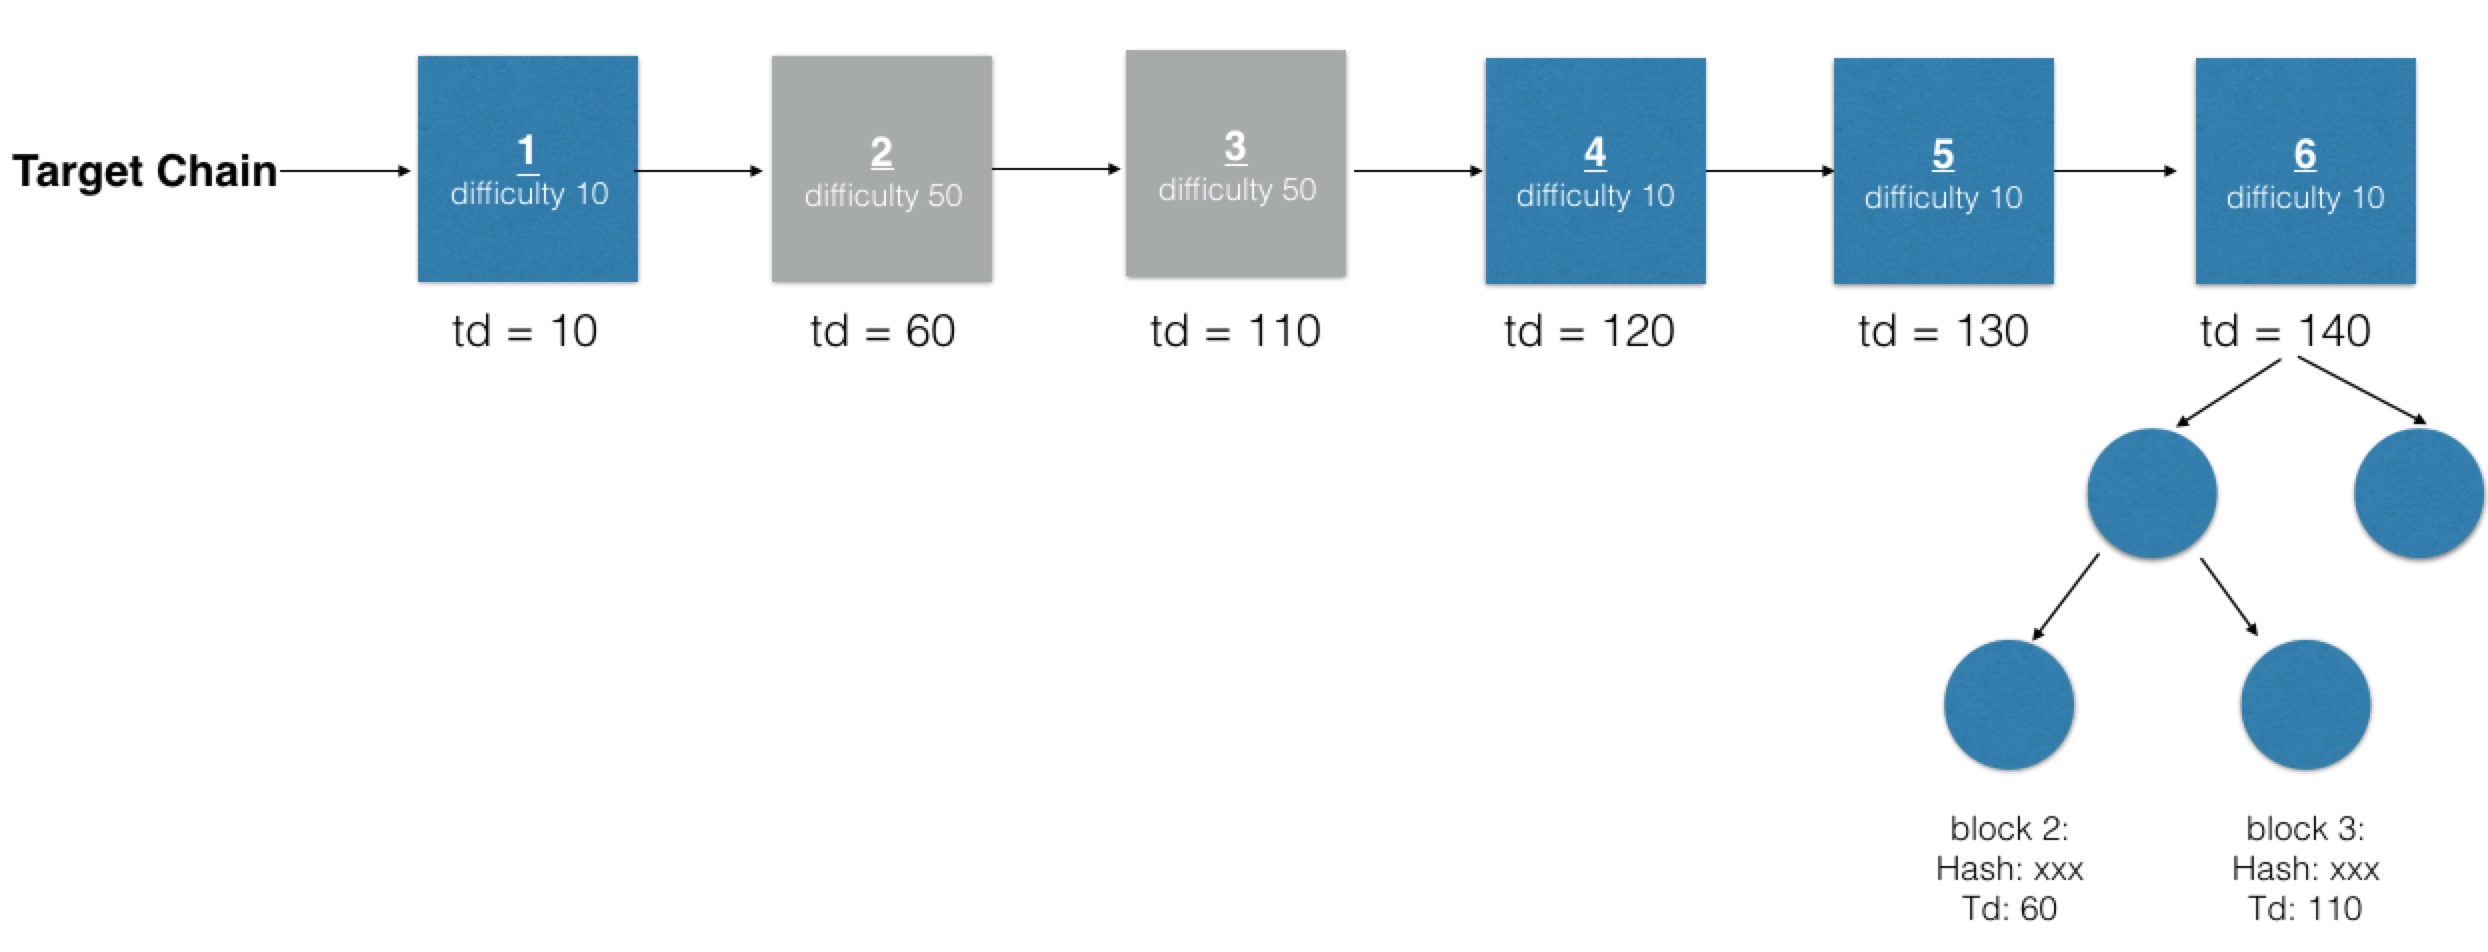 Target Chain
1
difficulty 10
2
difficulty 50
3
difficulty 50
4
difficulty 10
5
difficulty 10
6
difficulty 10
td = 10
td = 60
td = 110
td = 120
td = 130
td = 140
block 2:
Hash: xxx
Td: 60
block 3:
Hash: xxx
Td: 110